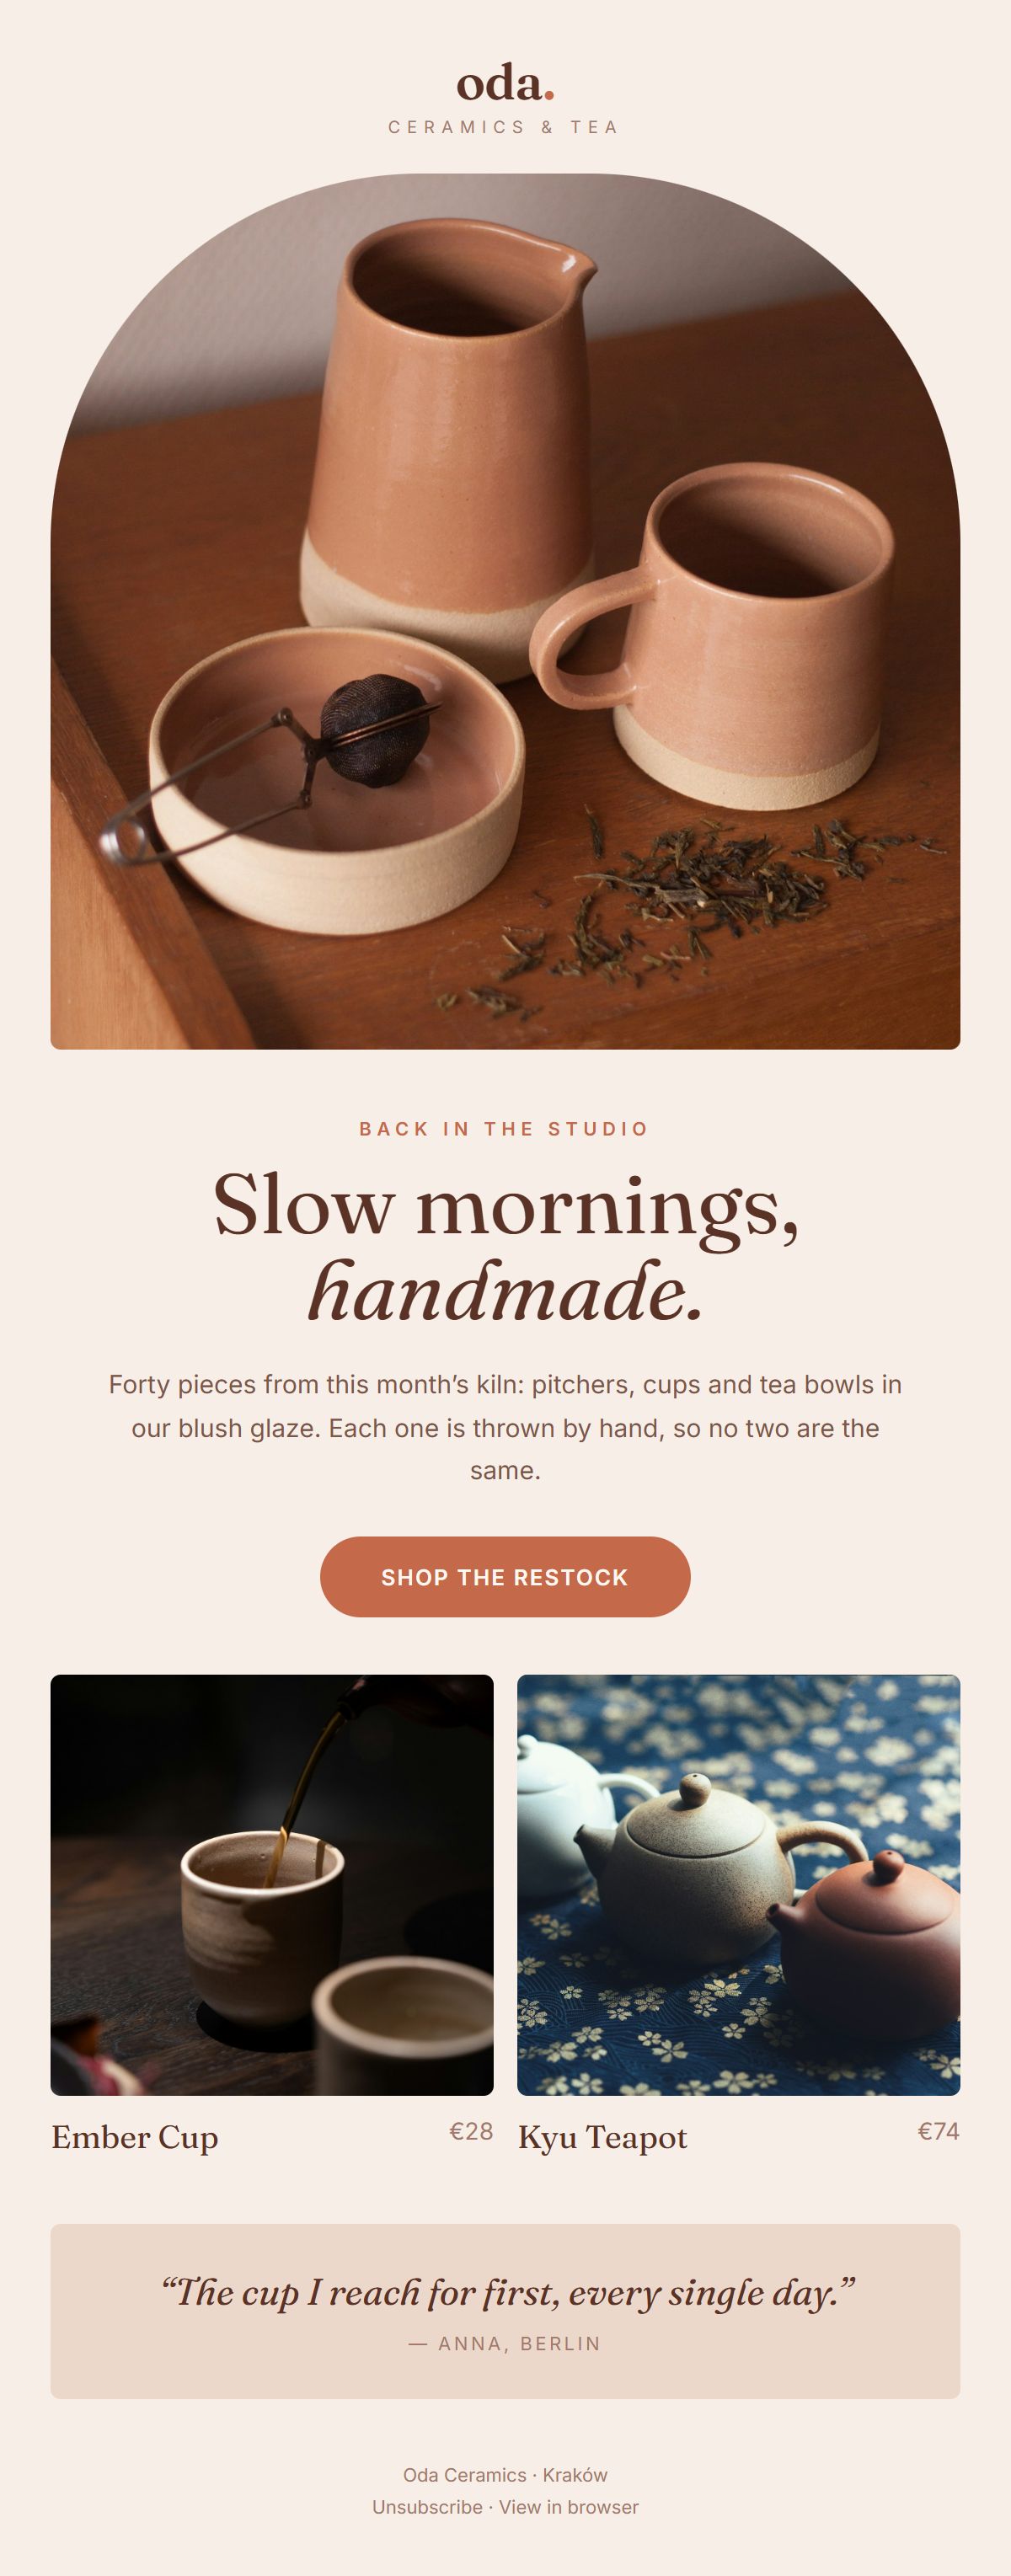 oda.
CERAMICS & TEA
BACK IN THE STUDIO
Slow mornings,
handmade.
Forty pieces from this month’s kiln: pitchers, cups and tea bowls in
our blush glaze. Each one is thrown by hand, so no two are the
same.
SHOP THE RESTOCK
Ember Cup €28
Kyu Teapot €74
“The cup I reach for first, every single day.”
— ANNA, BERLIN
Oda Ceramics · Kraków
Unsubscribe · View in browser